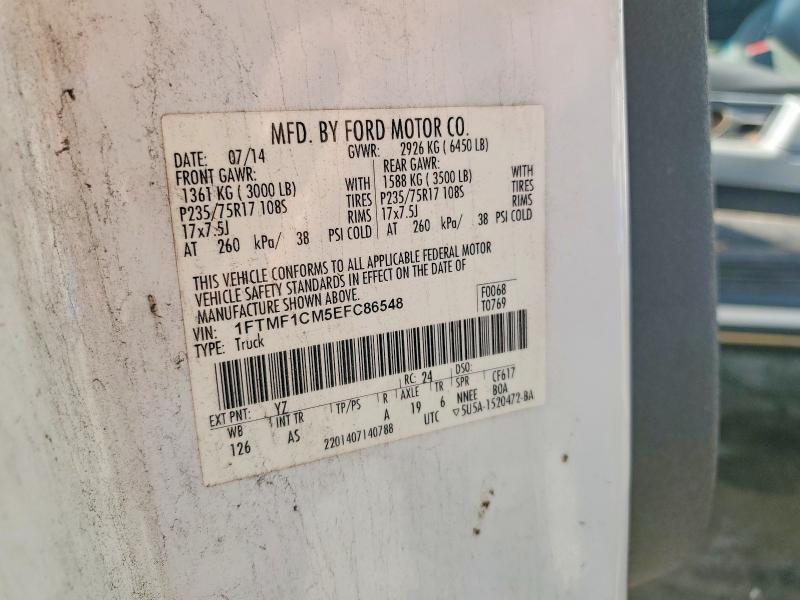 MFD. BY FORD MOTOR CO.
DATE: 07/14 GVWR: 2926 KG ( 6450 LB)
FRONT GAWR: REAR GAWR:
1361 KG ( 3000 LB) WITH 1588 KG ( 3500 LB) WITH
P235/75R17 108S TIRES P235/75R17 108S TIRES
17x7.5J RIMS 17x7.5J RIMS
AT 260 kPa/ 38 PSI COLD AT 260 kPa/ 38 PSI COLD
THIS VEHICLE CONFORMS TO ALL APPLICABLE FEDERAL MOTOR
VEHICLE SAFETY STANDARDS IN EFFECT ON THE DATE OF
MANUFACTURE SHOWN ABOVE.
VIN: 1FTMF1CM5EFC86548 F0068
TYPE: Truck T0769
RC: 24 DSO:
EXT PNT: YZ
WB INT TR TP/PS R AXLE TR SPR CF617
126 AS A 19 6 NNEE BOA
2201407140788 UTC ▽5U5A-1520472-BA